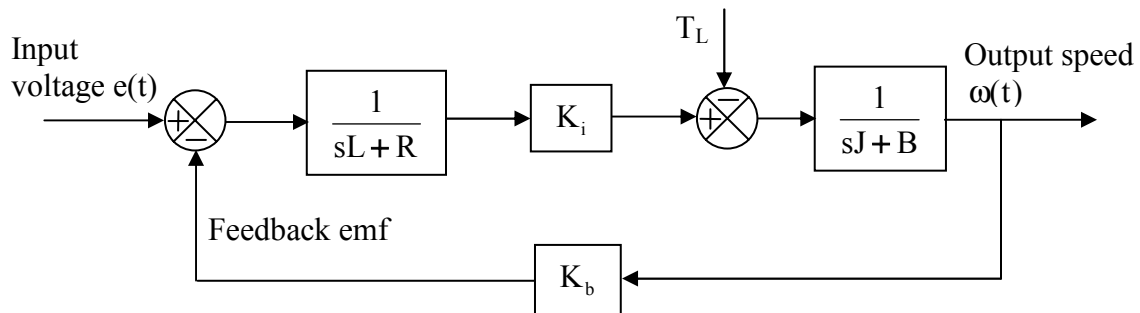 Input
voltage e(t)
+
−
1
sL + R
K_i
T_L
−
+
1
sJ + B
Output speed
ω(t)
Feedback emf
K_b